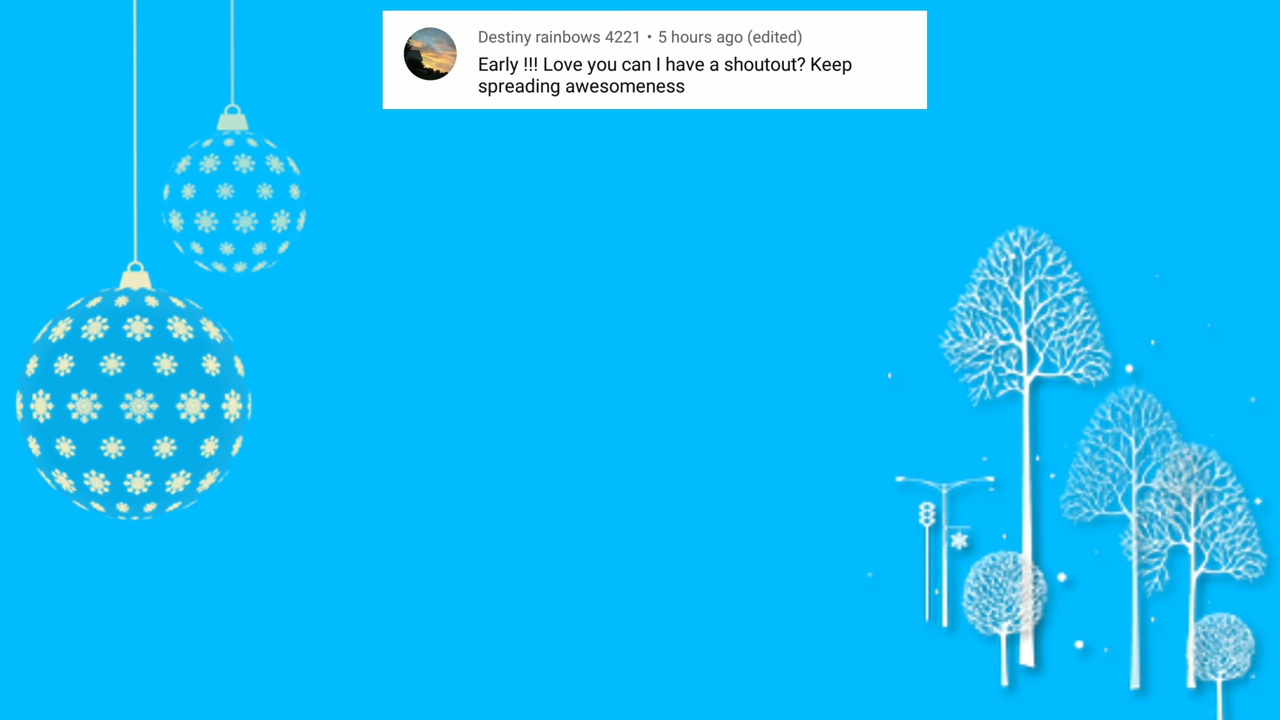 Destiny rainbows 4221 • 5 hours ago (edited)
Early !!! Love you can I have a shoutout? Keep
spreading awesomeness